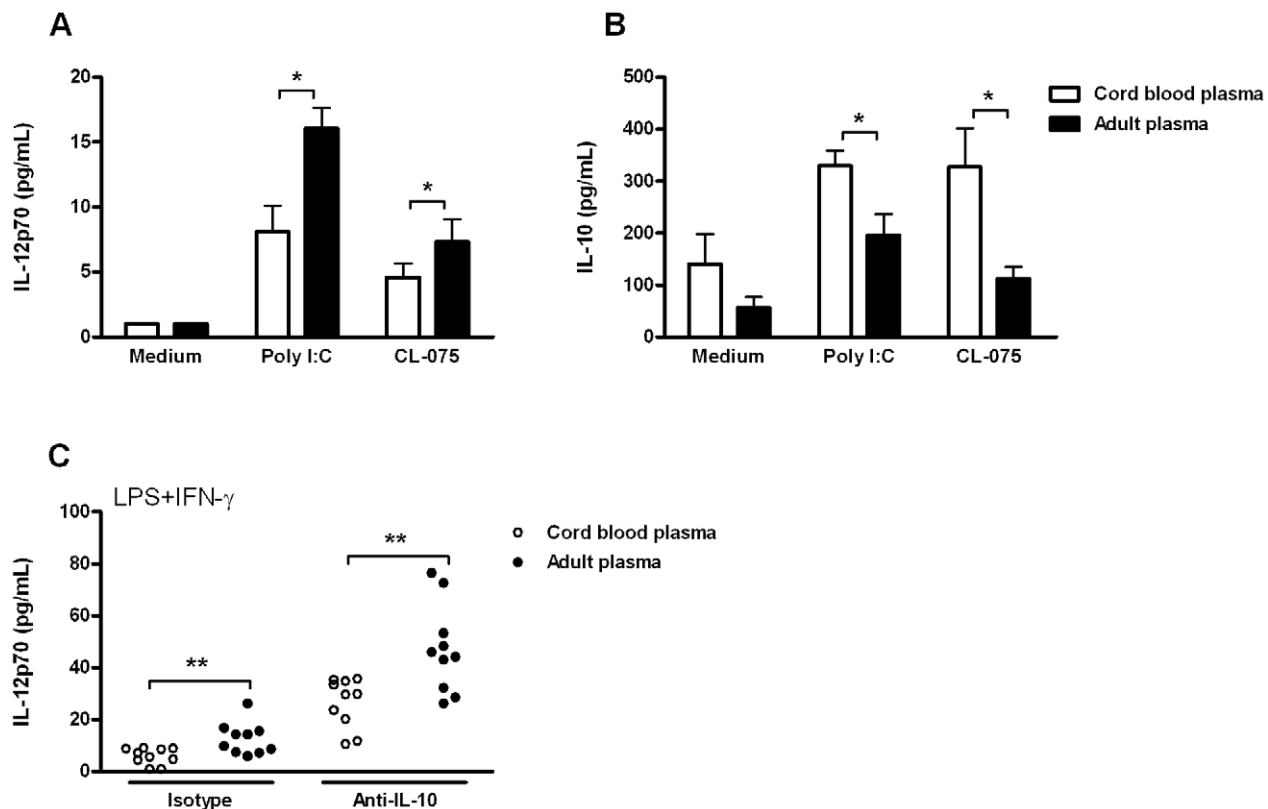 A
IL-12p70 (pg/mL)
20
15
10
5
0
*
*
Medium Poly I:C CL-075
B
IL-10 (pg/mL)
500
400
300
200
100
0
*
*
Medium Poly I:C CL-075
Cord blood plasma
Adult plasma
C
LPS+IFN-γ
IL-12p70 (pg/mL)
100
80
60
40
20
0
**
**
Isotype Anti-IL-10
Cord blood plasma
Adult plasma